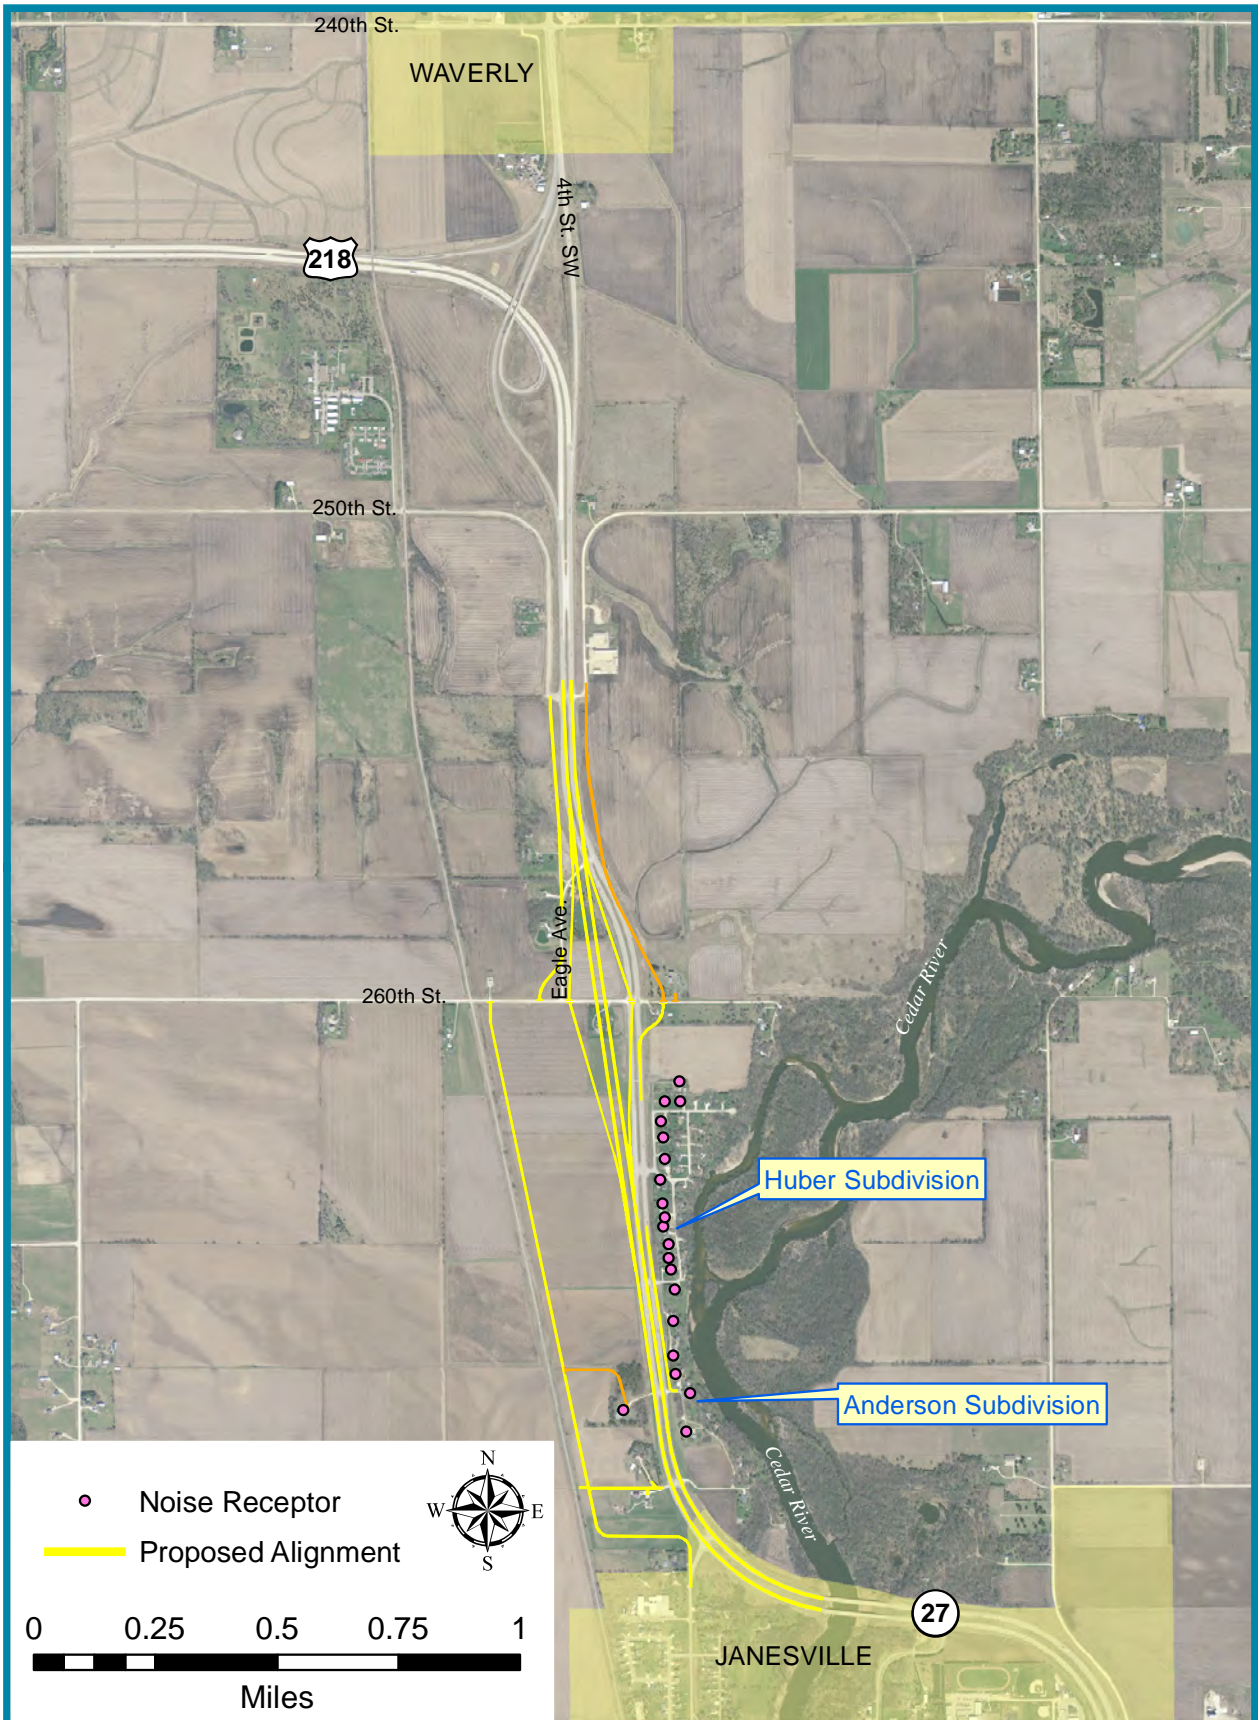 240th St.
WAVERLY
4th St. SW
218
250th St.
Eagle Ave.
260th St.
Cedar River
Huber Subdivision
Anderson Subdivision
Cedar River
N
W E
S
Noise Receptor
Proposed Alignment
0 0.25 0.5 0.75 1
Miles
27
JANESVILLE